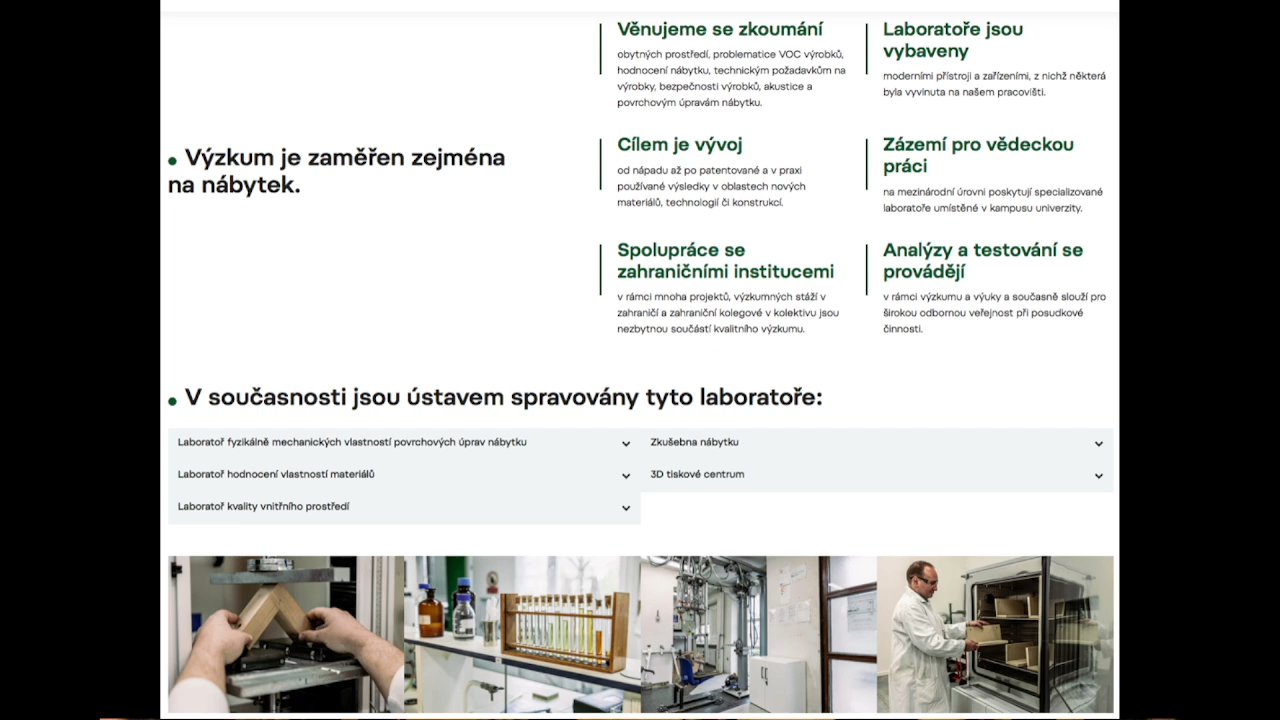 Výzkum je zaměřen zejména
na nábytek.
Věnujeme se zkoumání
obytných prostředí, problematice VOC výrobků,
hodnocení nábytku, technickým požadavkům na
výrobky, bezpečnosti výrobků, akustice a
povrchovým úpravám nábytku.
Laboratoře jsou
vybaveny
moderními přístroji a zařízeními, z nichž některá
byla vyvinuta na našem pracovišti.
Cílem je vývoj
od nápadu až po patentované a v praxi
používané výsledky v oblastech nových
materiálů, technologií či konstrukcí.
Zázemí pro vědeckou
práci
na mezinárodní úrovni poskytují specializované
laboratoře umístěné v kampusu univerzity.
Spolupráce se
zahraničními institucemi
v rámci mnoha projektů, výzkumných stáží v
zahraničí a zahraniční kolegové v kolektivu jsou
nezbytnou součástí kvalitního výzkumu.
Analýzy a testování se
provádějí
v rámci výzkumu a výuky a současně slouží pro
širokou odbornou veřejnost při posudkové
činnosti.
V současnosti jsou ústavem spravovány tyto laboratoře:
Laboratoř fyzikálně mechanických vlastností povrchových úprav nábytku
Laboratoř hodnocení vlastností materiálů
Laboratoř kvality vnitřního prostředí
Zkušebna nábytku
3D tiskové centrum